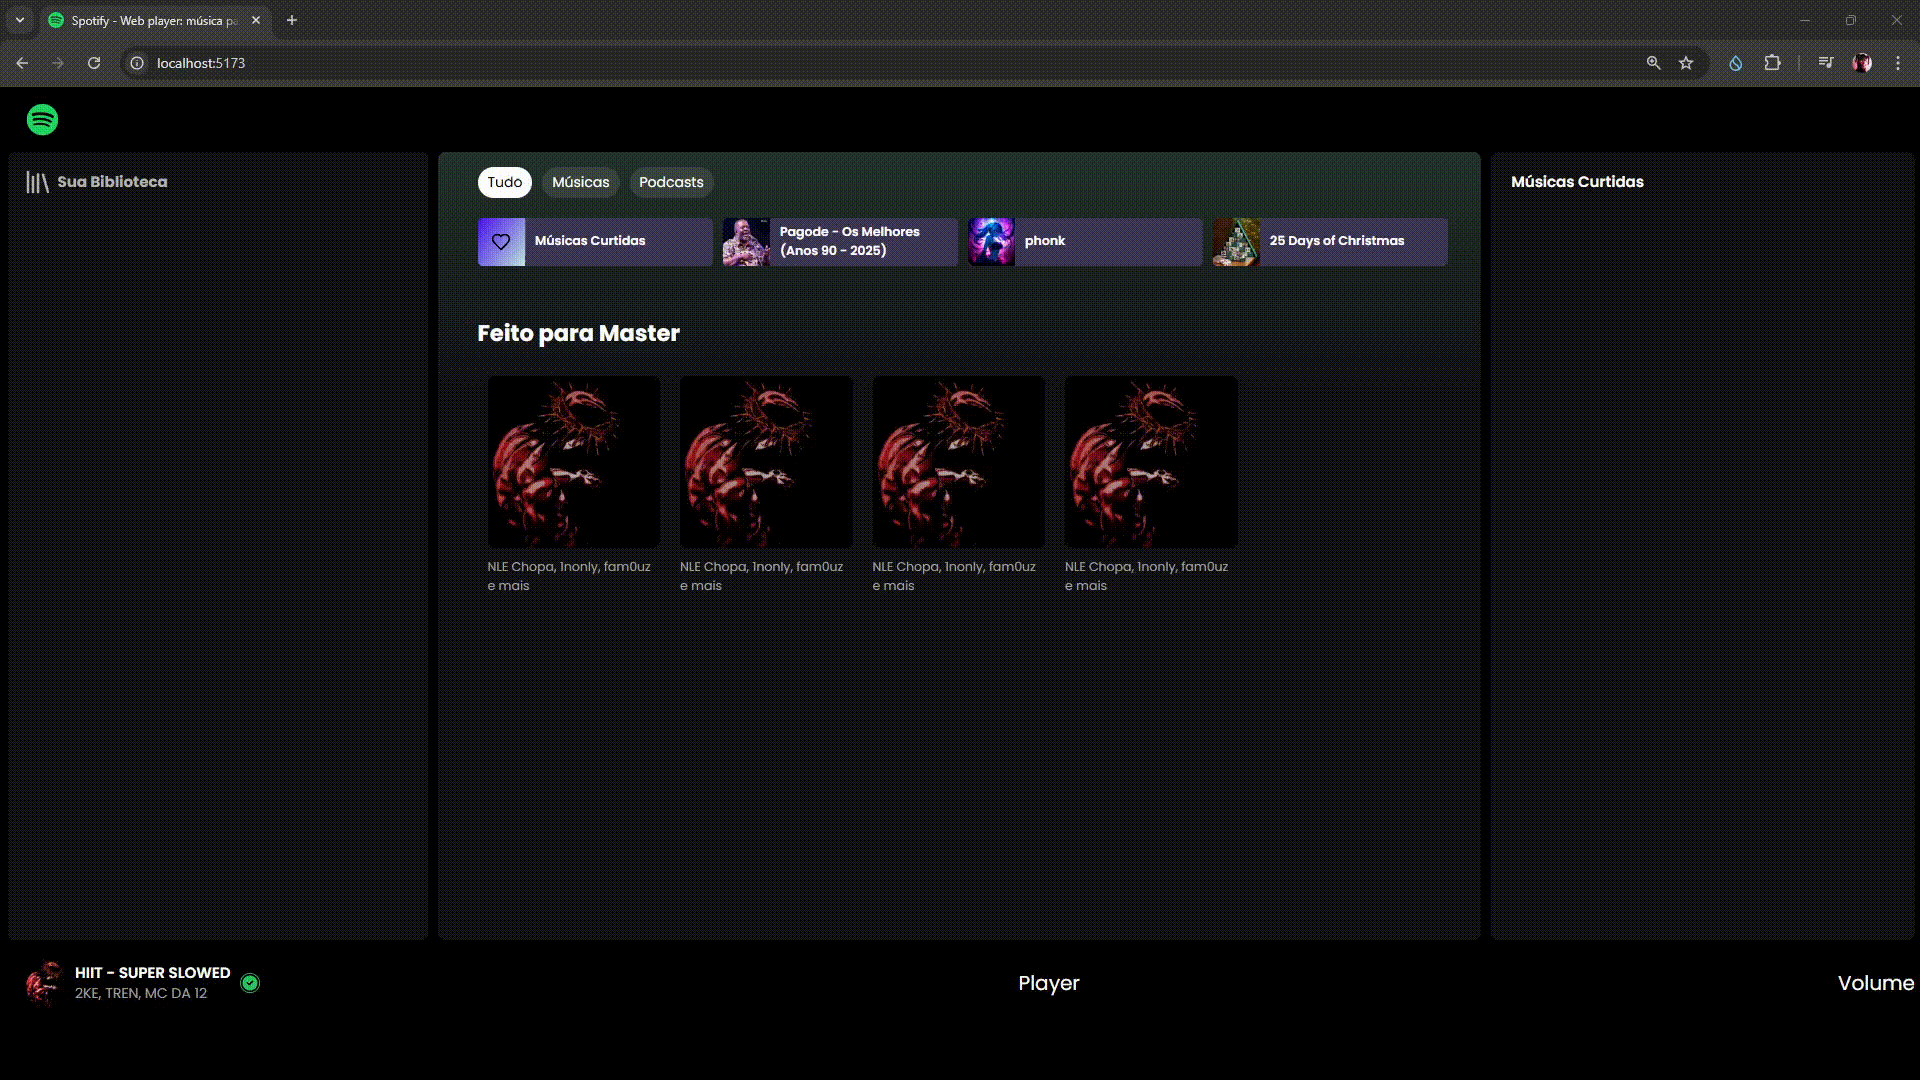 Spotify - Web player: música pa
localhost:5173
Sua Biblioteca
Tudo
Músicas
Podcasts
Músicas Curtidas
Pagode - Os Melhores
(Anos 90 - 2025)
phonk
25 Days of Christmas
Feito para Master
NLE Chopa, 1nonly, fam0uz
e mais
NLE Chopa, 1nonly, fam0uz
e mais
NLE Chopa, 1nonly, fam0uz
e mais
NLE Chopa, 1nonly, fam0uz
e mais
Músicas Curtidas
HIIT - SUPER SLOWED
2KE, TREN, MC DA 12
Player
Volume